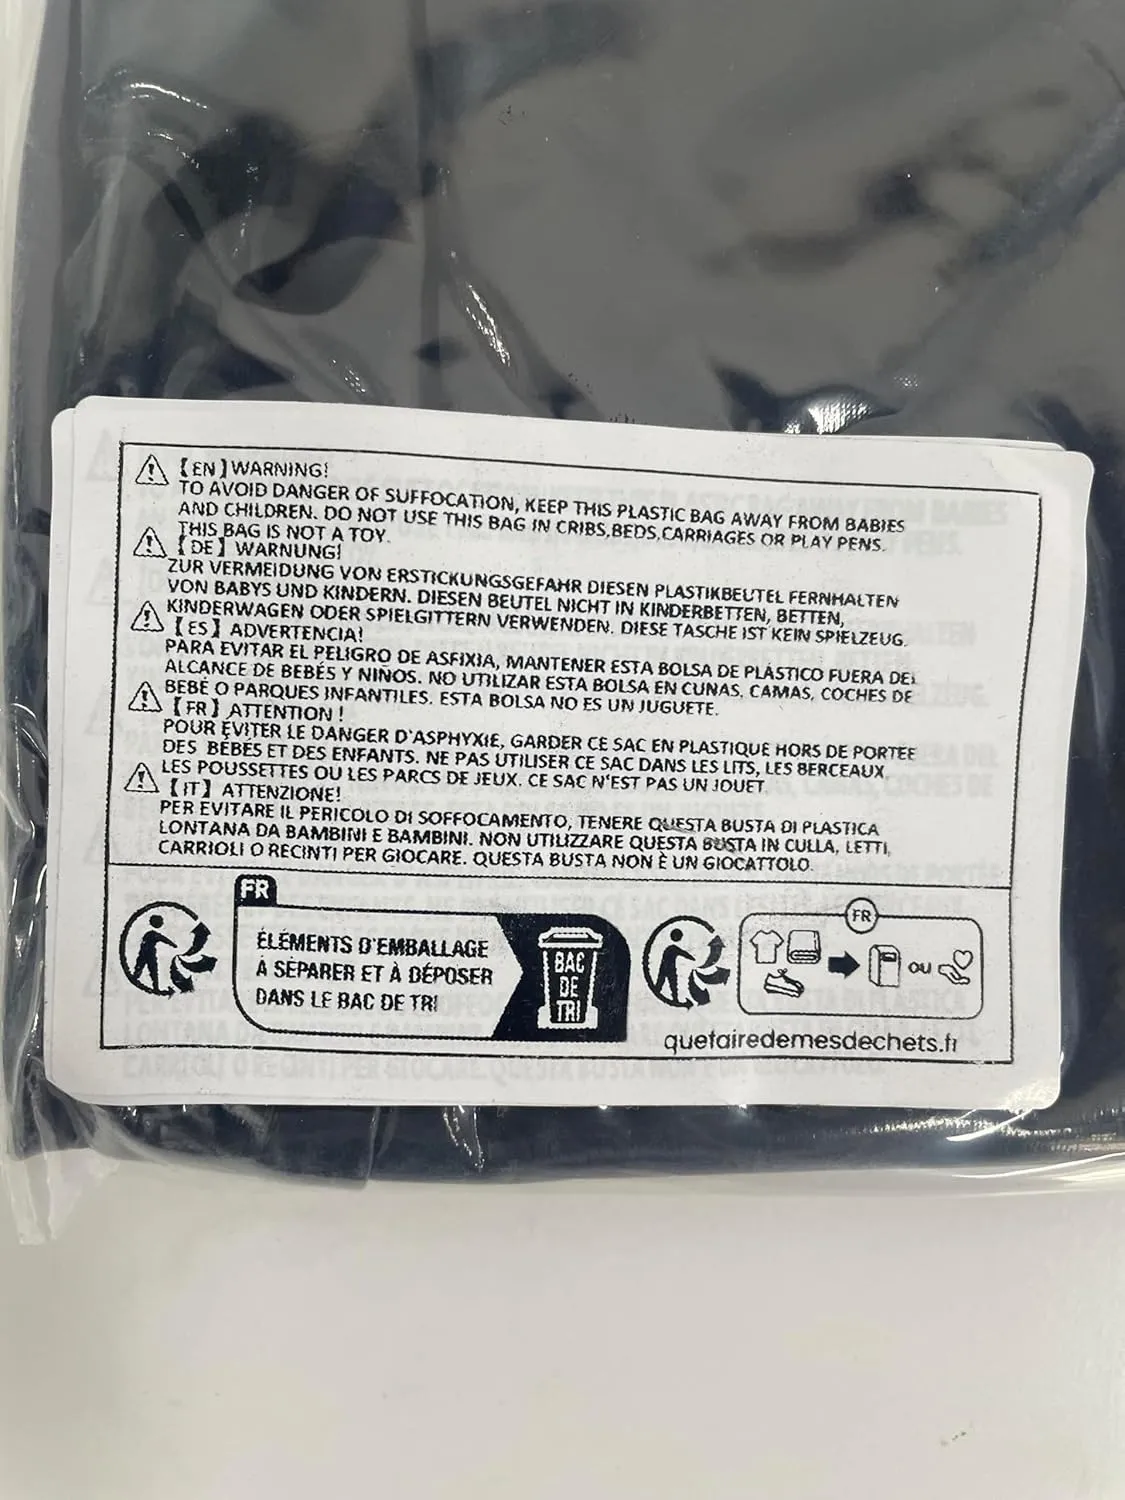 【EN】WARNING!
TO AVOID DANGER OF SUFFOCATION, KEEP THIS PLASTIC BAG AWAY FROM BABIES
AND CHILDREN. DO NOT USE THIS BAG IN CRIBS,BEDS,CARRIAGES OR PLAY PENS.
THIS BAG IS NOT A TOY.
【DE】WARNUNG!
ZUR VERMEIDUNG VON ERSTICKUNGSGEFAHR DIESEN PLASTIKBEUTEL FERNHALTEN
VON BABYS UND KINDERN. DIESEN BEUTEL NICHT IN KINDERBETTEN, BETTEN,
KINDERWAGEN ODER SPIELGITTERN VERWENDEN. DIESE TASCHE IST KEIN SPIELZEUG.
【ES】ADVERTENCIA!
PARA EVITAR EL PELIGRO DE ASFIXIA, MANTENER ESTA BOLSA DE PLÁSTICO FUERA DEL
ALCANCE DE BEBÉS Y NIÑOS. NO UTILIZAR ESTA BOLSA EN CUNAS, CAMAS, COCHES DE
BEBÉ O PARQUES INFANTILES. ESTA BOLSA NO ES UN JUGUETE.
【FR】ATTENTION !
POUR ÉVITER LE DANGER D'ASPHYXIE, GARDER CE SAC EN PLASTIQUE HORS DE PORTÉE
DES BÉBÉS ET DES ENFANTS. NE PAS UTILISER CE SAC DANS LES LITS, LES BERCEAUX,
LES POUSSETTES OU LES PARCS DE JEUX. CE SAC N'EST PAS UN JOUET.
【IT】ATTENZIONE!
PER EVITARE IL PERICOLO DI SOFFOCAMENTO, TENERE QUESTA BUSTA DI PLASTICA
LONTANA DA BAMBINI E BAMBINI. NON UTILIZZARE QUESTA BUSTA IN CULLA, LETTI,
CARRIOLI O RECINTI PER GIOCARE. QUESTA BUSTA NON È UN GIOCATTOLO.
FR
ÉLÉMENTS D'EMBALLAGE
À SÉPARER ET À DÉPOSER
DANS LE BAC DE TRI
BAC
DE
TRI
FR
OU
quefairedemesdechets.fr